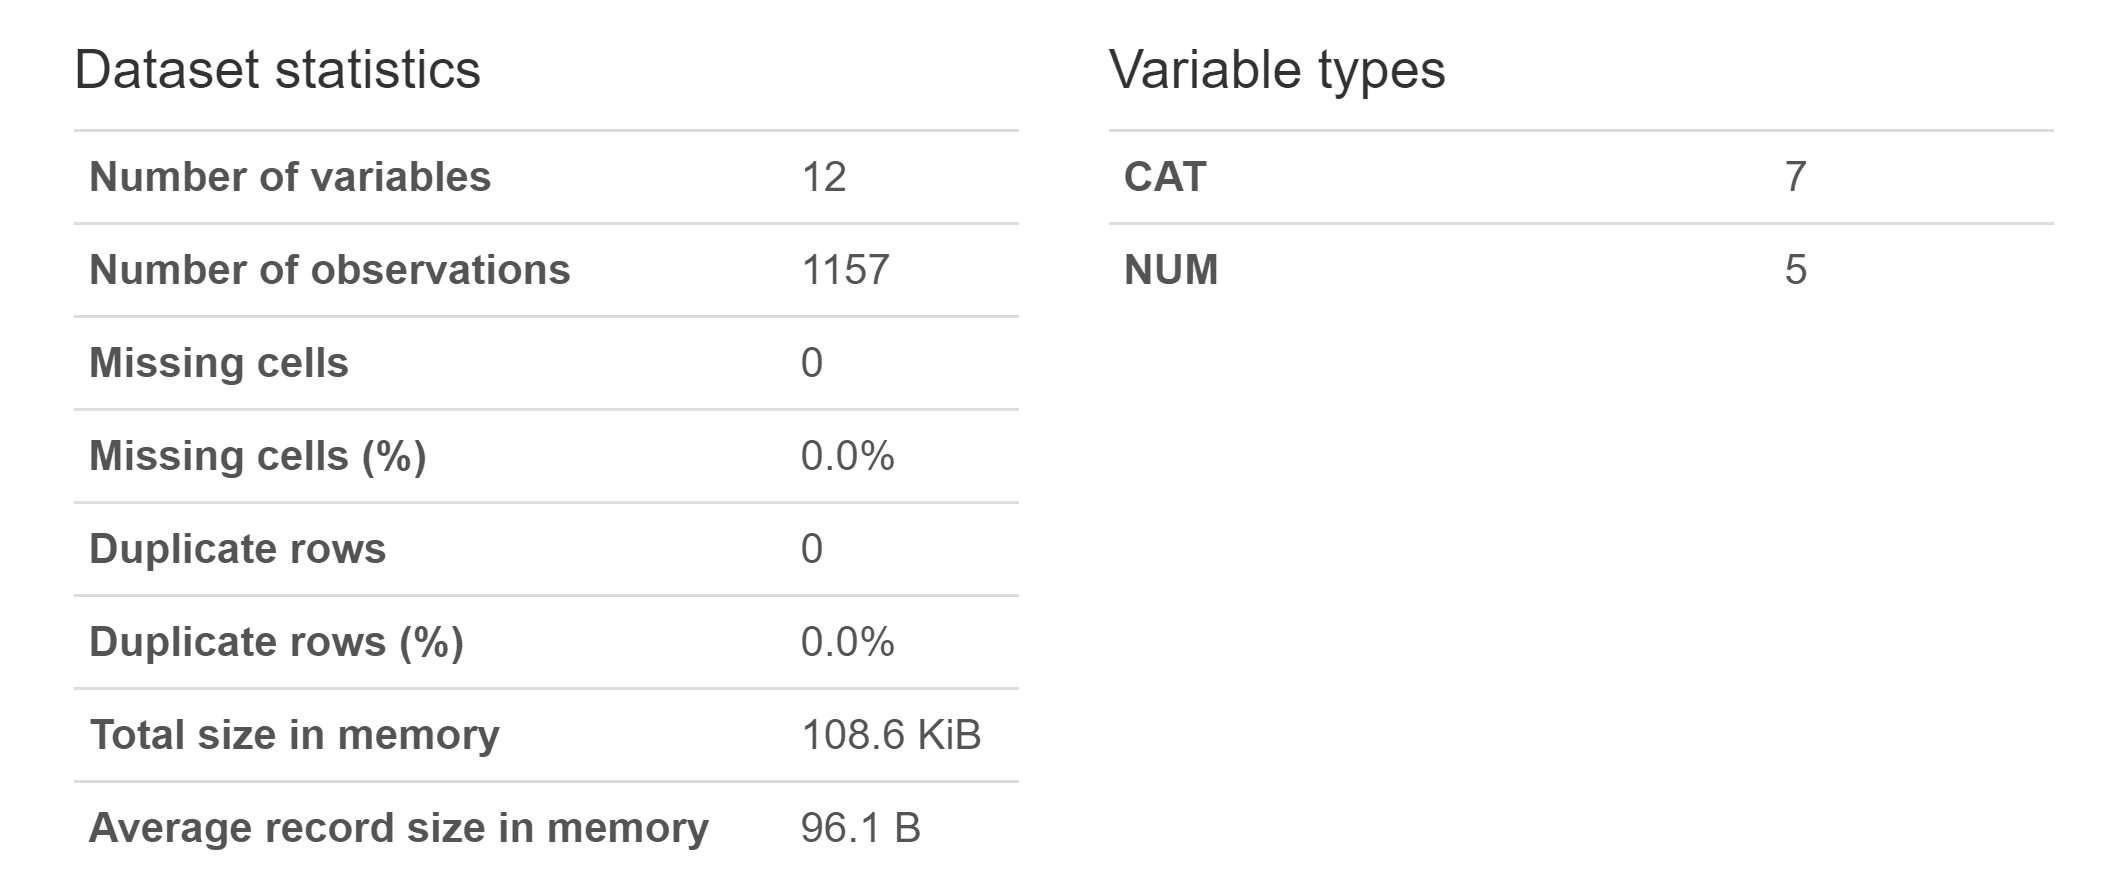 Dataset statistics
Number of variables 12
Number of observations 1157
Missing cells 0
Missing cells (%) 0.0%
Duplicate rows 0
Duplicate rows (%) 0.0%
Total size in memory 108.6 KiB
Average record size in memory 96.1 B
Variable types
CAT 7
NUM 5